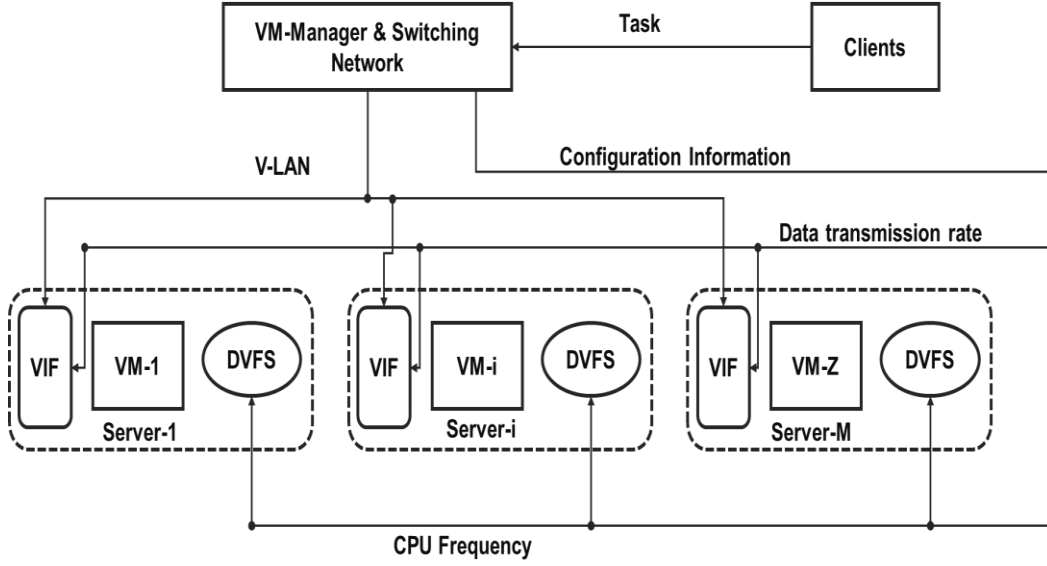 VM-Manager & Switching
Network
Task
Clients
Configuration Information
V-LAN
Data transmission rate
VIF
VM-1
DVFS
Server-1
VIF
VM-i
DVFS
Server-i
VIF
VM-Z
DVFS
Server-M
CPU Frequency